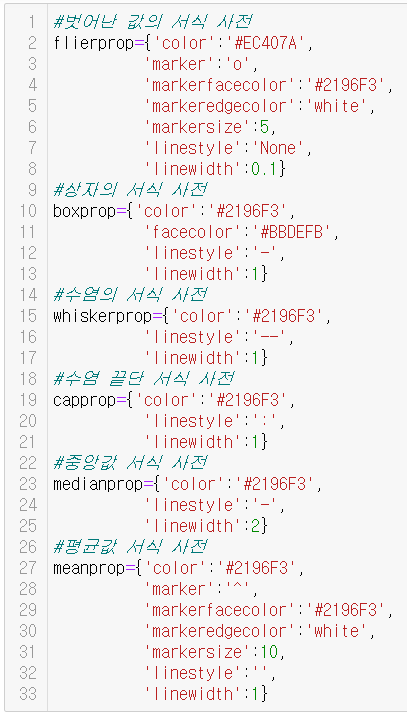 1 #벗어난 값의 서식 사전
2 flierprop={'color':'#EC407A',
3 'marker':'o',
4 'markerfacecolor':'#2196F3',
5 'markeredgecolor':'white',
6 'markersize':5,
7 'linestyle':'None',
8 'linewidth':0.1}
9 #상자의 서식 사전
10 boxprop={'color':'#2196F3',
11 'facecolor':'#BBDEFB',
12 'linestyle':'-',
13 'linewidth':1}
14 #수염의 서식 사전
15 whiskerprop={'color':'#2196F3',
16 'linestyle':'--',
17 'linewidth':1}
18 #수염 끝단 서식 사전
19 capprop={'color':'#2196F3',
20 'linestyle':':',
21 'linewidth':1}
22 #중앙값 서식 사전
23 medianprop={'color':'#2196F3',
24 'linestyle':'-',
25 'linewidth':2}
26 #평균값 서식 사전
27 meanprop={'color':'#2196F3',
28 'marker':'^',
29 'markerfacecolor':'#2196F3',
30 'markeredgecolor':'white',
31 'markersize':10,
32 'linestyle':'',
33 'linewidth':1}